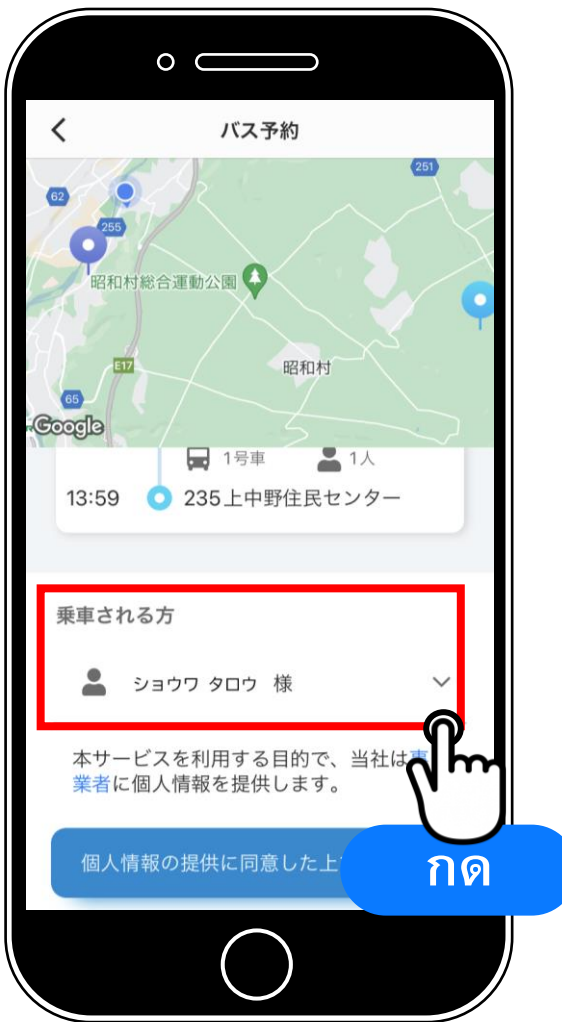 バス予約
251
62
255
昭和村総合運動公園
E17
昭和村
65
Google
1号車 1人
13:59 235上中野住民センター
乗車される方
ショウワ タロウ 様
本サービスを利用する目的で、当社は事
業者に個人情報を提供します。
個人情報の提供に同意した上
กด